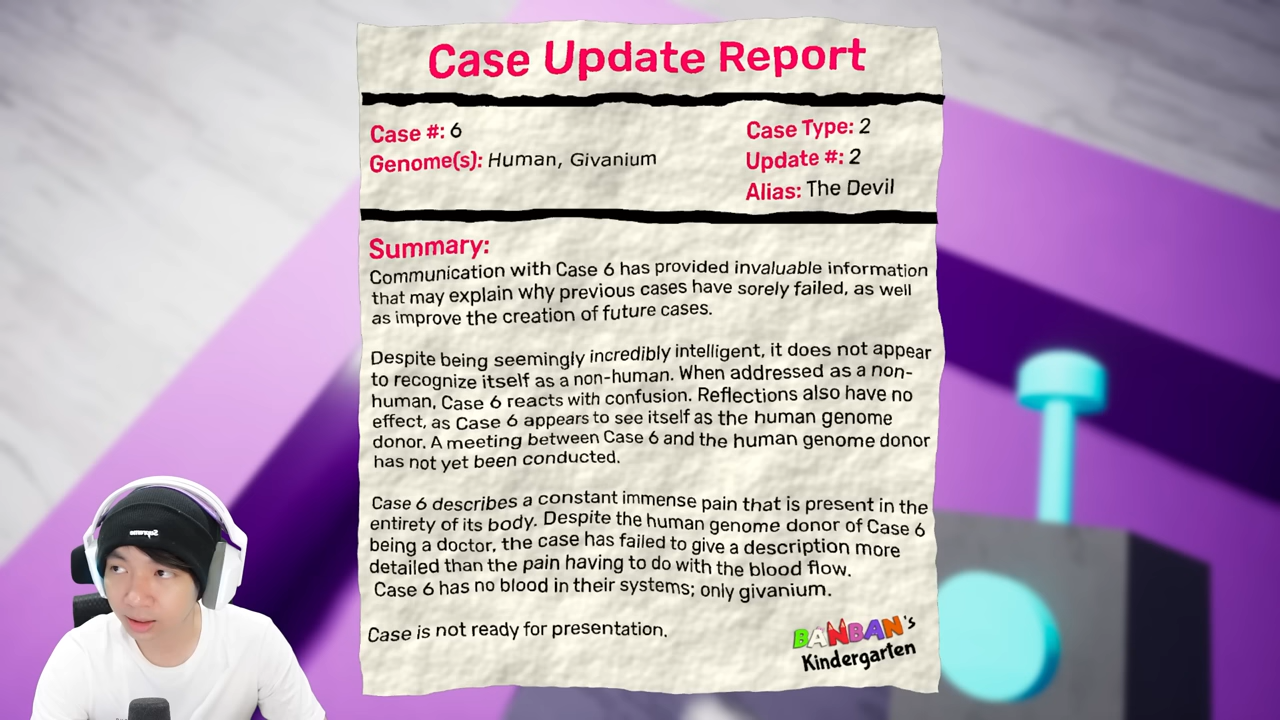 Case Update Report
Case #: 6
Genome(s): Human, Givanium
Case Type: 2
Update #: 2
Alias: The Devil
Summary:
Communication with Case 6 has provided invaluable information
that may explain why previous cases have sorely failed, as well
as improve the creation of future cases.
Despite being seemingly incredibly intelligent, it does not appear
to recognize itself as a non-human. When addressed as a non-
human, Case 6 reacts with confusion. Reflections also have no
effect, as Case 6 appears to see itself as the human genome
donor. A meeting between Case 6 and the human genome donor
has not yet been conducted.
Case 6 describes a constant immense pain that is present in the
entirety of its body. Despite the human genome donor of Case 6
being a doctor, the case has failed to give a description more
detailed than the pain having to do with the blood flow.
Case 6 has no blood in their systems; only givanium.
Case is not ready for presentation.
BANBAN's
Kindergarten
Supreme